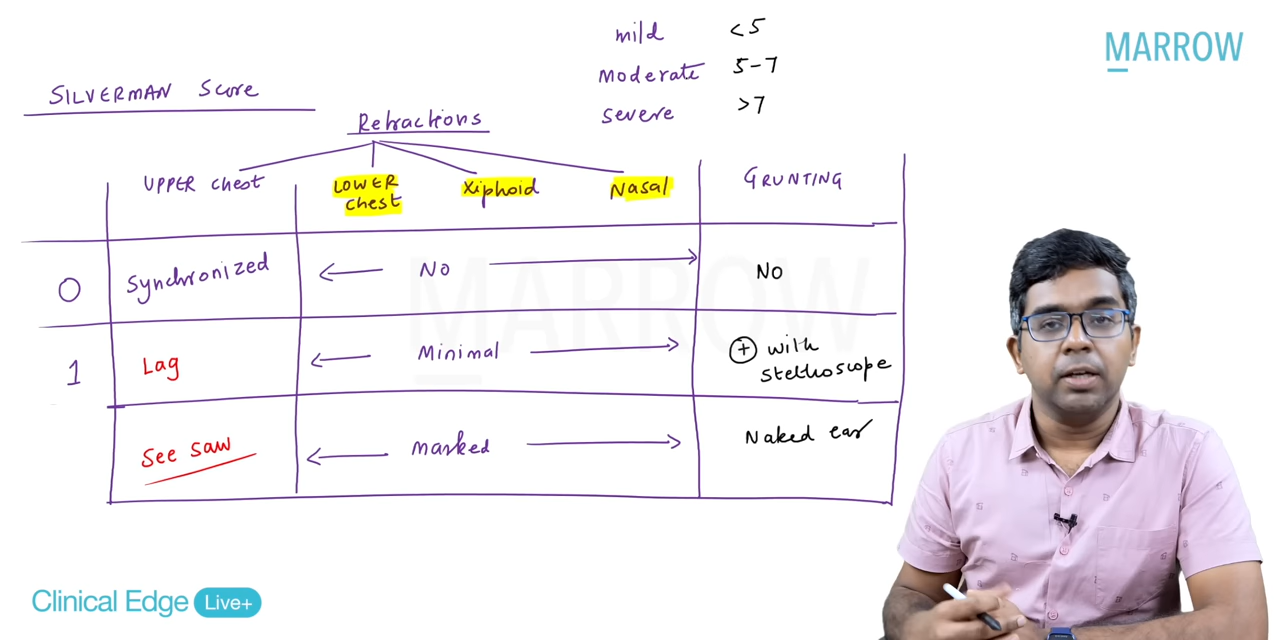 mild <5
MARROW
Moderate 5-7
SILVERMAN Score
severe >7
Retractions
UPPER chest LOWER chest Xiphoid Nasal GRUNTING
0 Synchronized No No
1 Lag Minimal + with stethoscope
See saw marked Naked ear
MARROW
Clinical Edge Live+